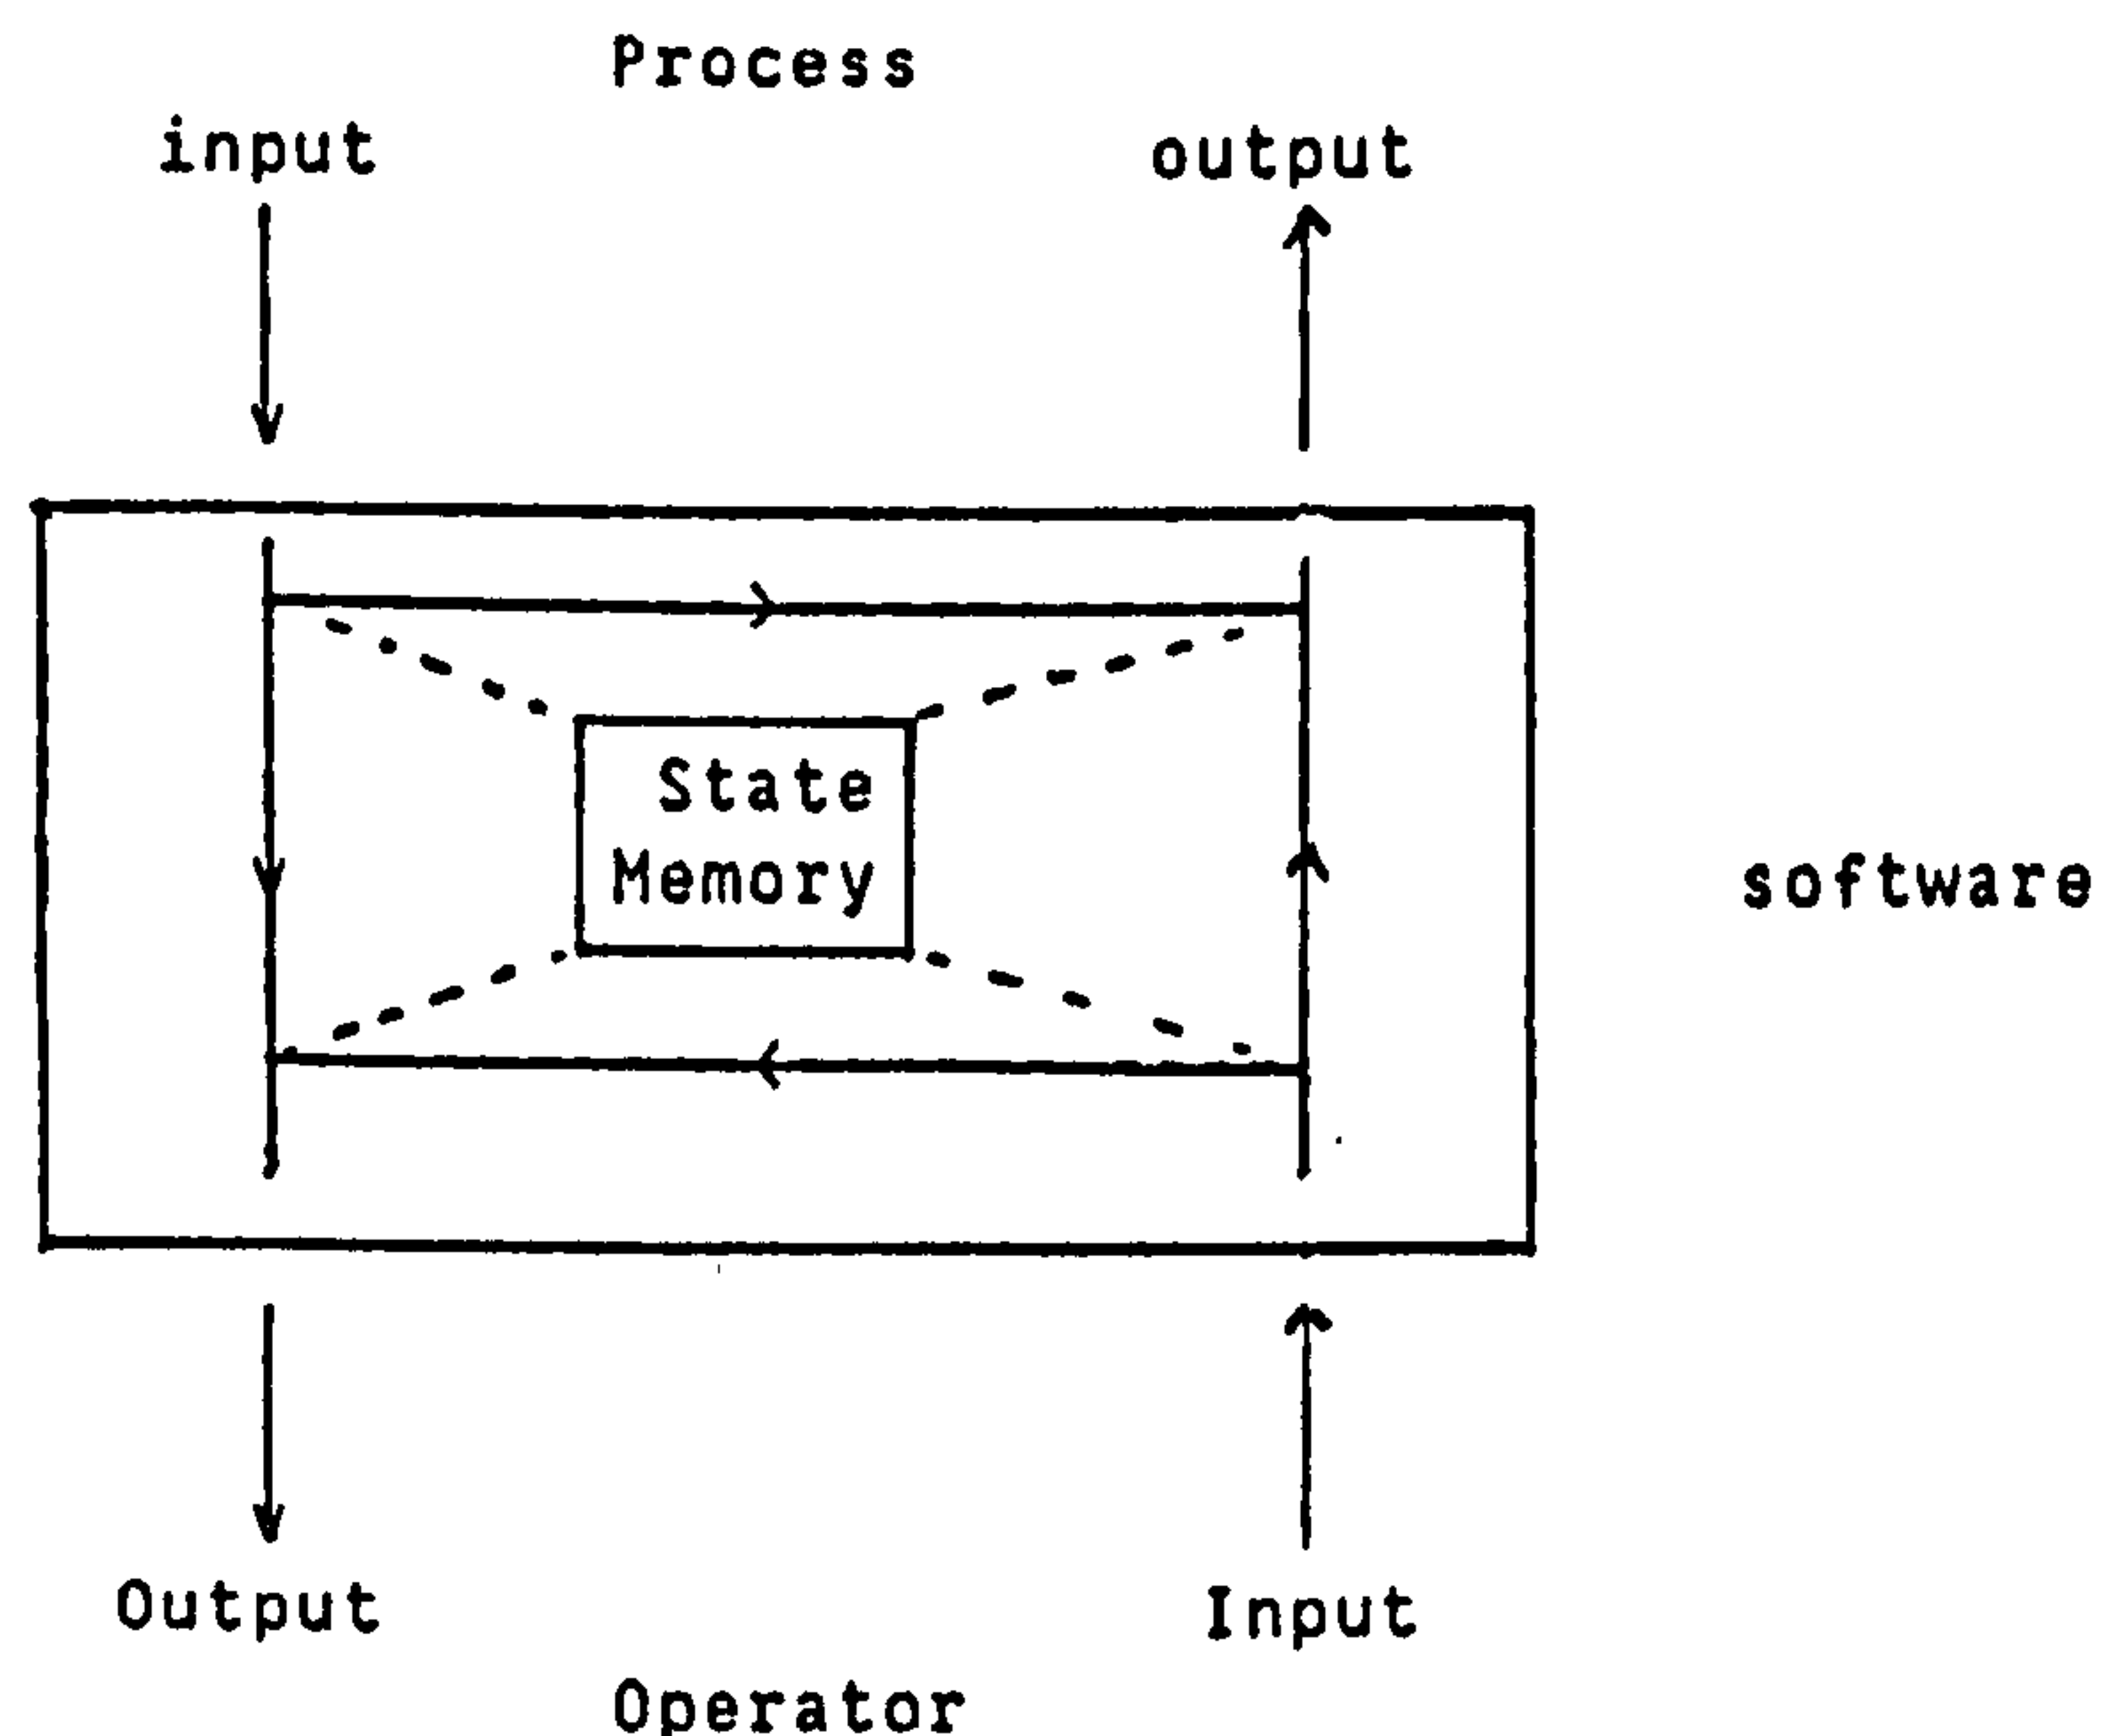 Process
input
output
State
Memory
software
Output
Input
Operator